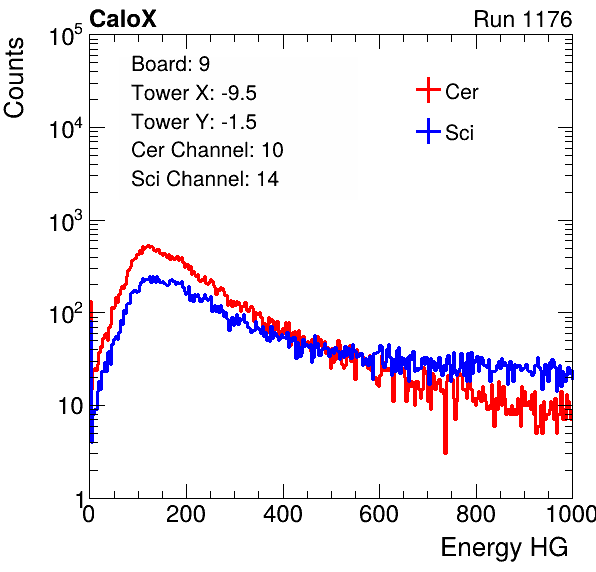 CaloX Run 1176
Counts
10^5
10^4
10^3
10^2
10
1
Board: 9
Tower X: -9.5
Tower Y: -1.5
Cer Channel: 10
Sci Channel: 14
Cer
Sci
0 200 400 600 800 1000
Energy HG